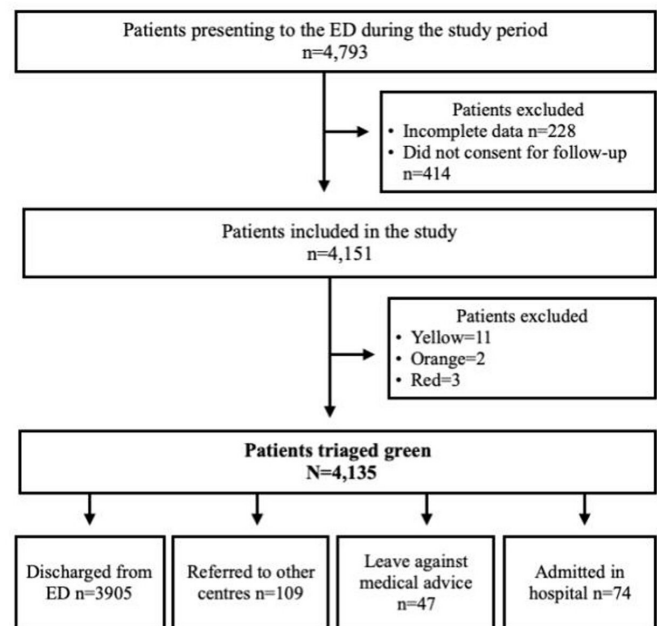 Patients presenting to the ED during the study period
n=4,793
Patients excluded
• Incomplete data n=228
• Did not consent for follow-up
n=414
Patients included in the study
n=4,151
Patients excluded
• Yellow=11
• Orange=2
• Red=3
Patients triaged green
N=4,135
Discharged from
ED n=3905
Referred to other
centres n=109
Leave against
medical advice
n=47
Admitted in
hospital n=74